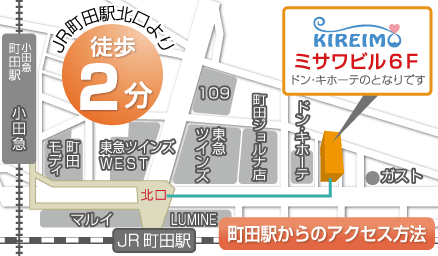 JR町田駅北口より
徒歩
2分
KIREIMO
ミサワビル6F
ドン・キホーテのとなりです
小田急
町田駅
小田急
109
町田
モディ
東急ツインズ
WEST
東急
ツインズ
町田ジョルナ店
ドン・キホーテ
ガスト
北口
マルイ
LUMINE
JR町田駅
町田駅からのアクセス方法